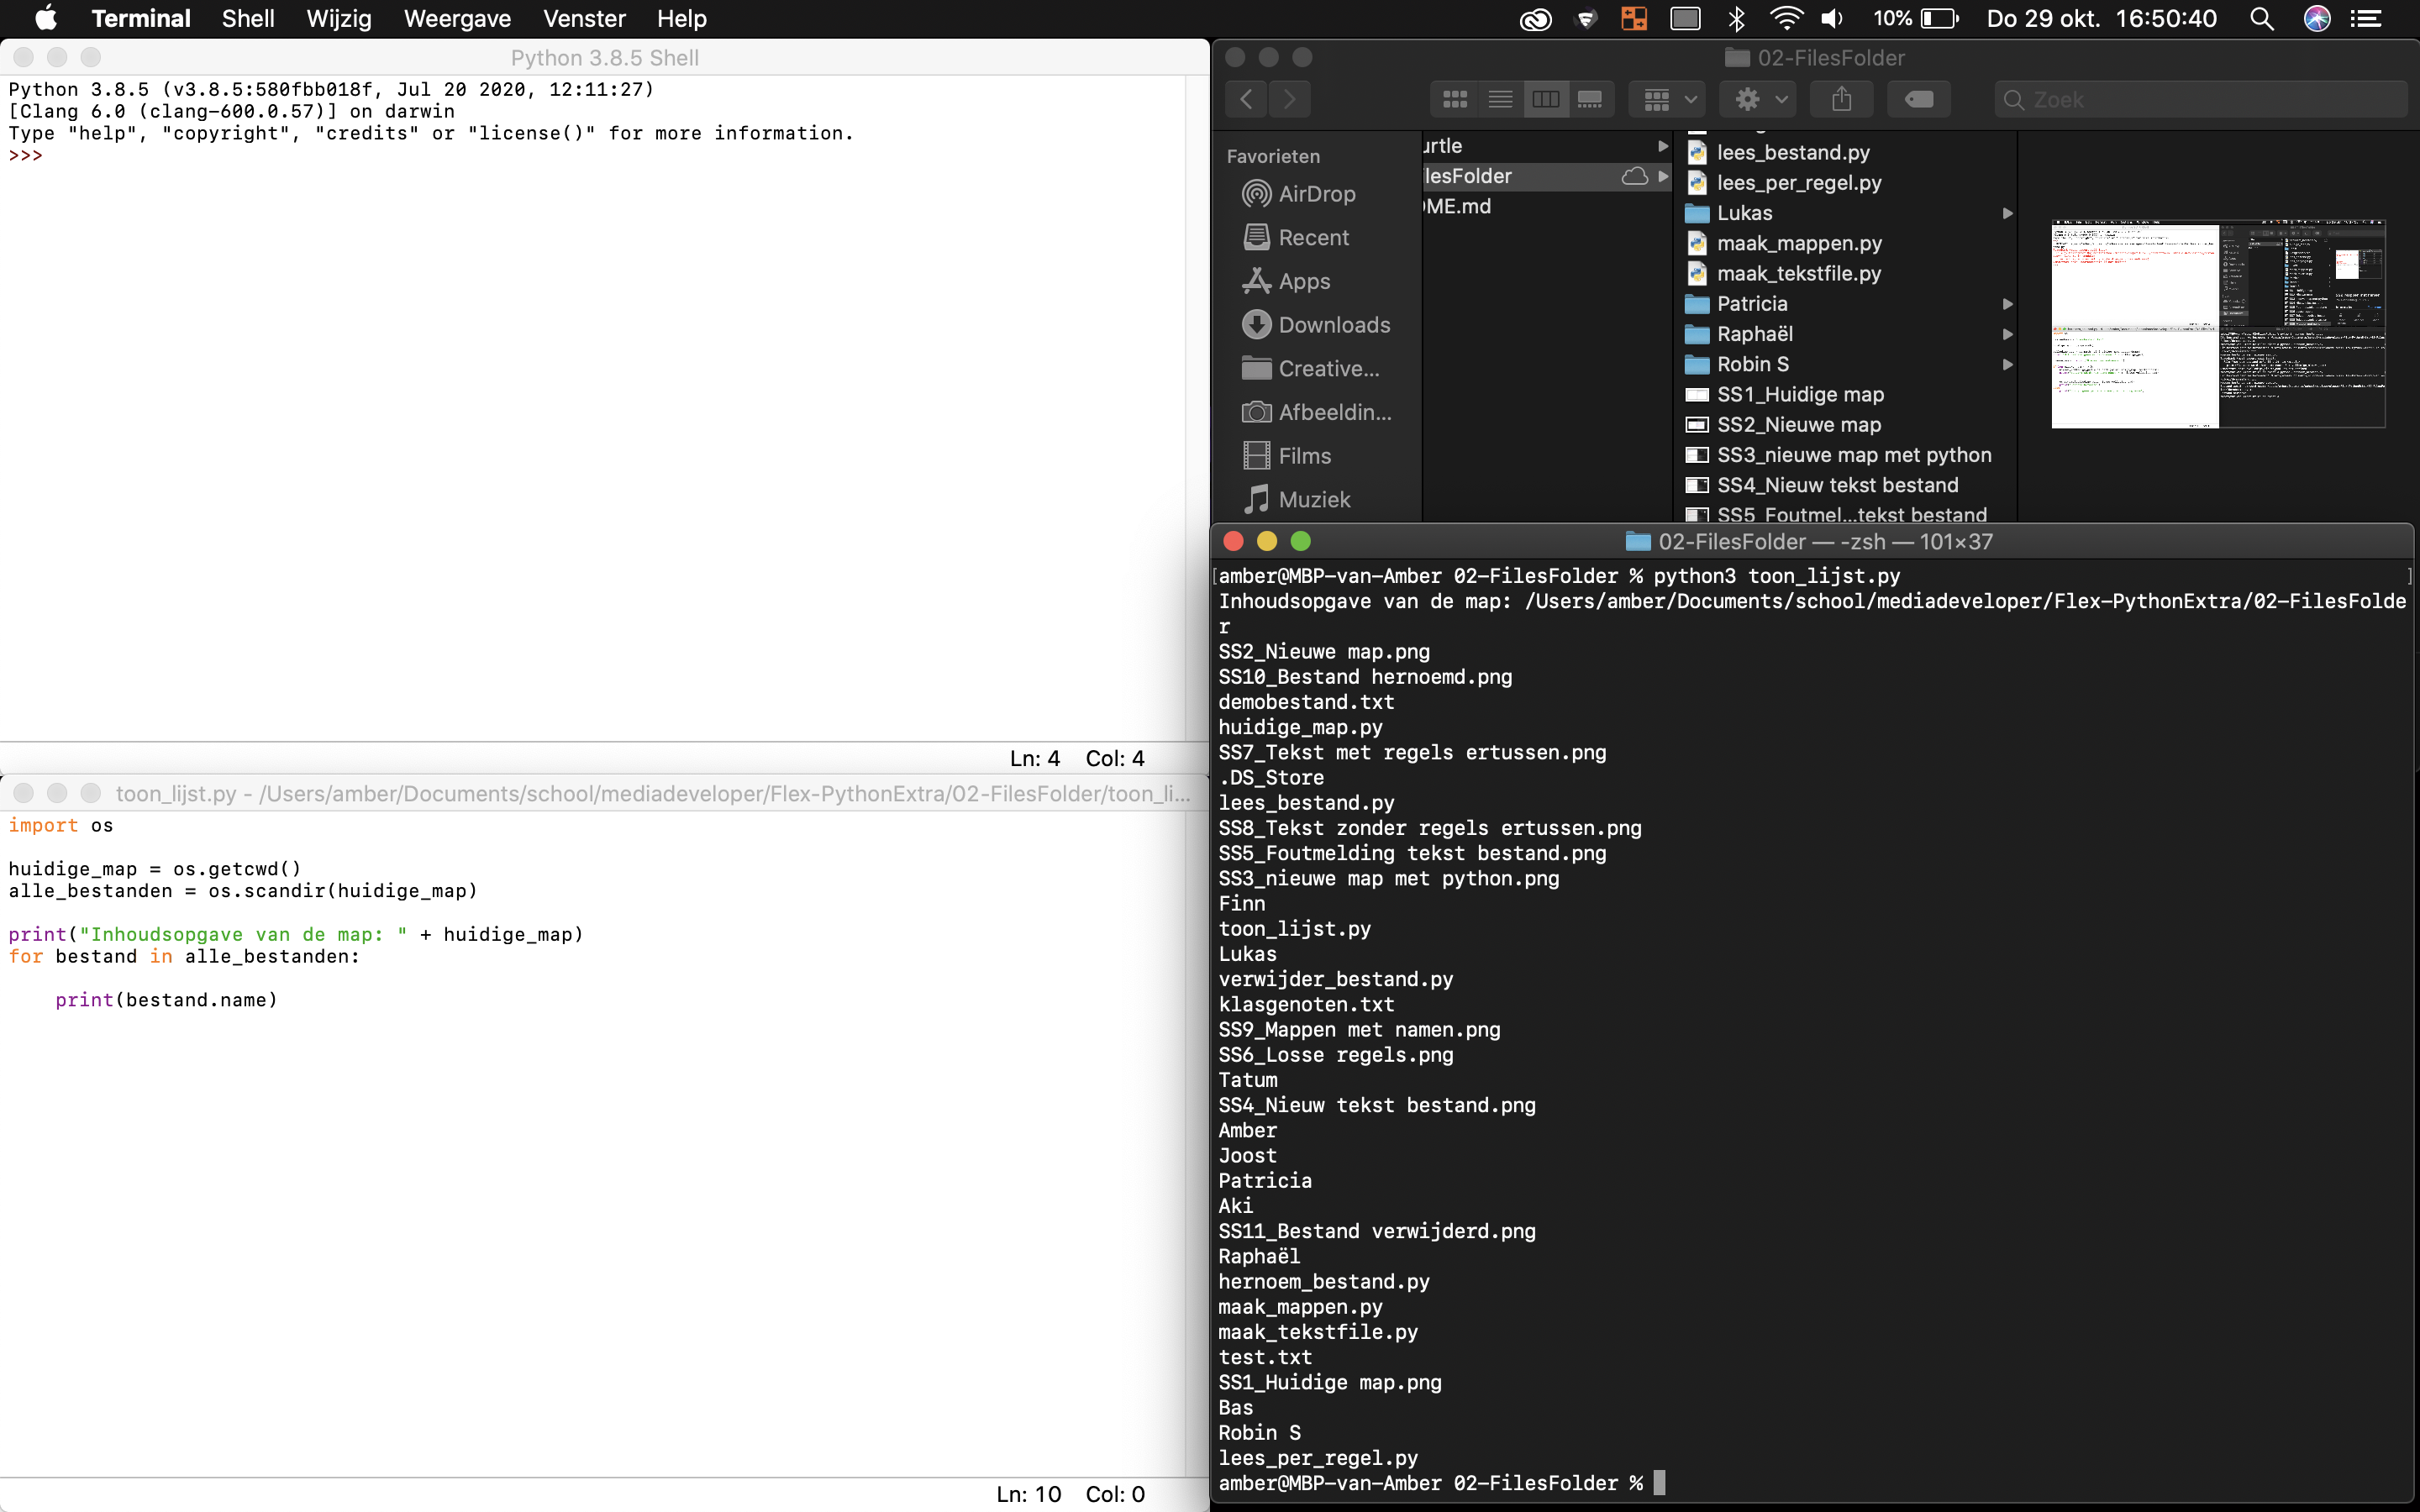 Terminal Shell Wijzig Weergave Venster Help 10% Do 29 okt. 16:50:40
Python 3.8.5 Shell
Python 3.8.5 (v3.8.5:580fbb018f, Jul 20 2020, 12:11:27)
[Clang 6.0 (clang-600.0.57)] on darwin
Type "help", "copyright", "credits" or "license()" for more information.
>>>
Ln: 4 Col: 4
toon_lijst.py - /Users/amber/Documents/school/mediadeveloper/Flex-PythonExtra/02-FilesFolder/toon_li...
import os
huidige_map = os.getcwd()
alle_bestanden = os.scandir(huidige_map)
print("Inhoudsopgave van de map: " + huidige_map)
for bestand in alle_bestanden:
print(bestand.name)
Ln: 10 Col: 0
02-FilesFolder
Zoek
Favorieten
AirDrop
Recent
Apps
Downloads
Creative...
Afbeeldin...
Films
Muziek
urtle
lesFolder
ME.md
lees_bestand.py
lees_per_regel.py
Lukas
maak_mappen.py
maak_tekstfile.py
Patricia
Raphaël
Robin S
SS1_Huidige map
SS2_Nieuwe map
SS3_nieuwe map met python
SS4_Nieuw tekst bestand
SS5_Foutmel...tekst bestand
02-FilesFolder — -zsh — 101×37
[amber@MBP-van-Amber 02-FilesFolder % python3 toon_lijst.py ]
Inhoudsopgave van de map: /Users/amber/Documents/school/mediadeveloper/Flex-PythonExtra/02-FilesFolde
r
SS2_Nieuwe map.png
SS10_Bestand hernoemd.png
demobestand.txt
huidige_map.py
SS7_Tekst met regels ertussen.png
.DS_Store
lees_bestand.py
SS8_Tekst zonder regels ertussen.png
SS5_Foutmelding tekst bestand.png
SS3_nieuwe map met python.png
Finn
toon_lijst.py
Lukas
verwijder_bestand.py
klasgenoten.txt
SS9_Mappen met namen.png
SS6_Losse regels.png
Tatum
SS4_Nieuw tekst bestand.png
Amber
Joost
Patricia
Aki
SS11_Bestand verwijderd.png
Raphaël
hernoem_bestand.py
maak_mappen.py
maak_tekstfile.py
test.txt
SS1_Huidige map.png
Bas
Robin S
lees_per_regel.py
amber@MBP-van-Amber 02-FilesFolder %